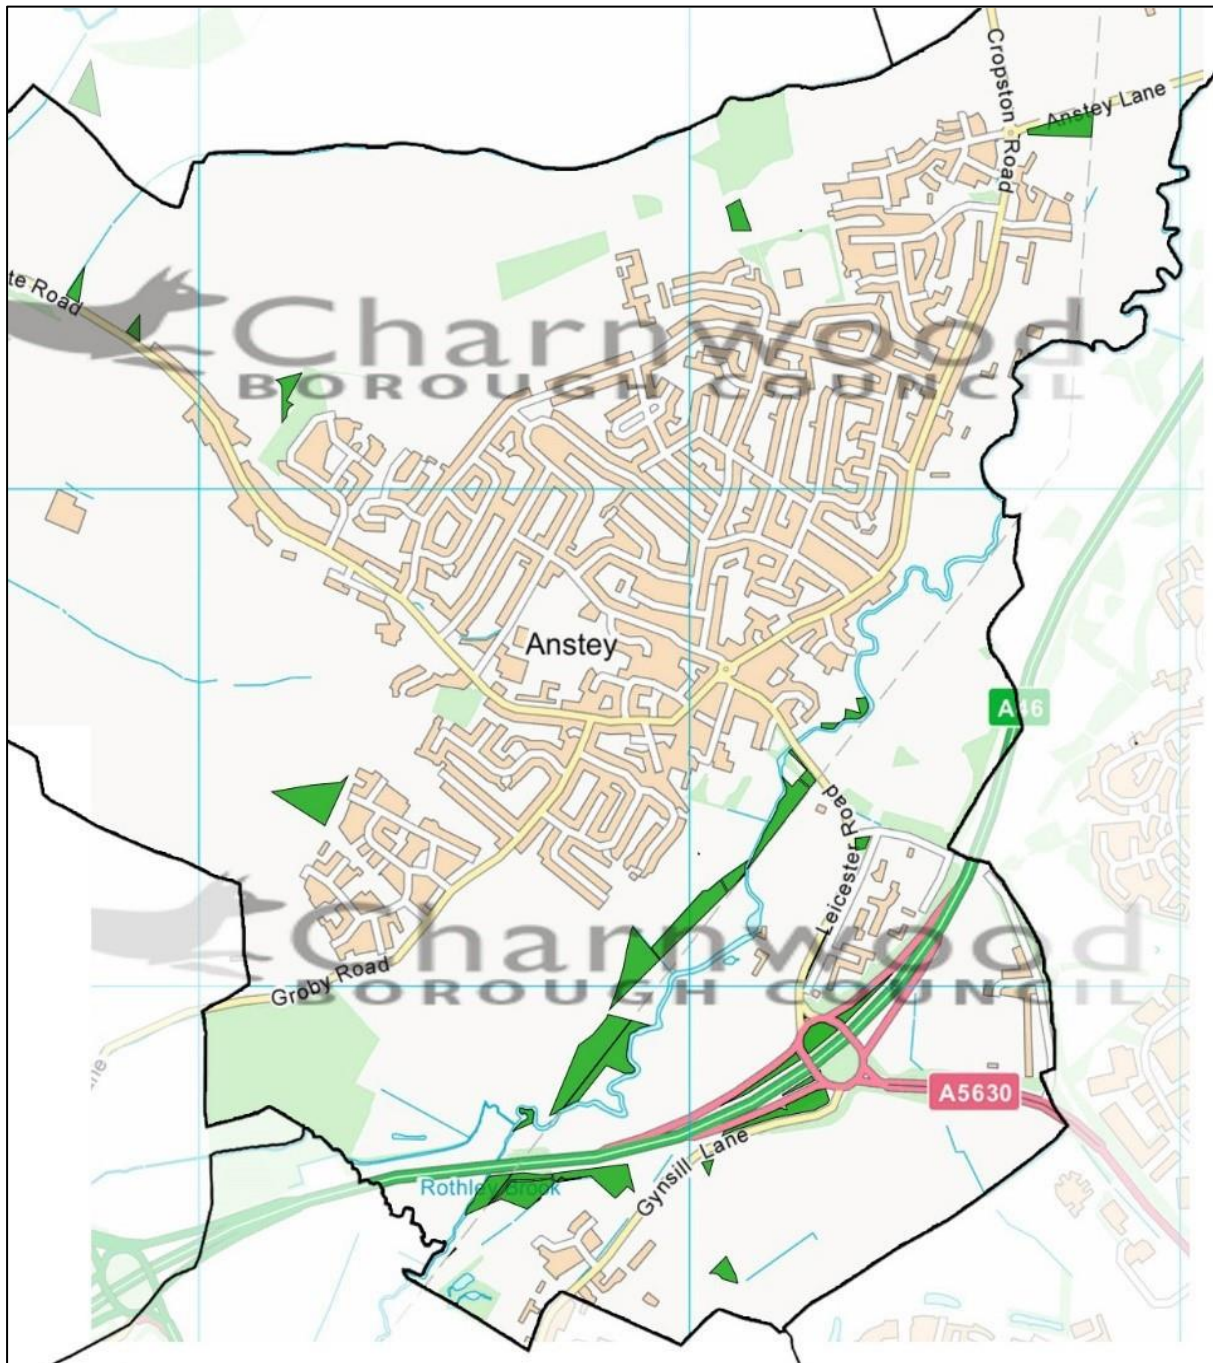 Cropston
Road
Anstey Lane
te Road
Charnwood
BOROUGH COUNCIL
Anstey
A46
Leicester Road
Charnwood
BOROUGH COUNCIL
Groby Road
ane
A5630
Gynsill Lane
Rothley Brook